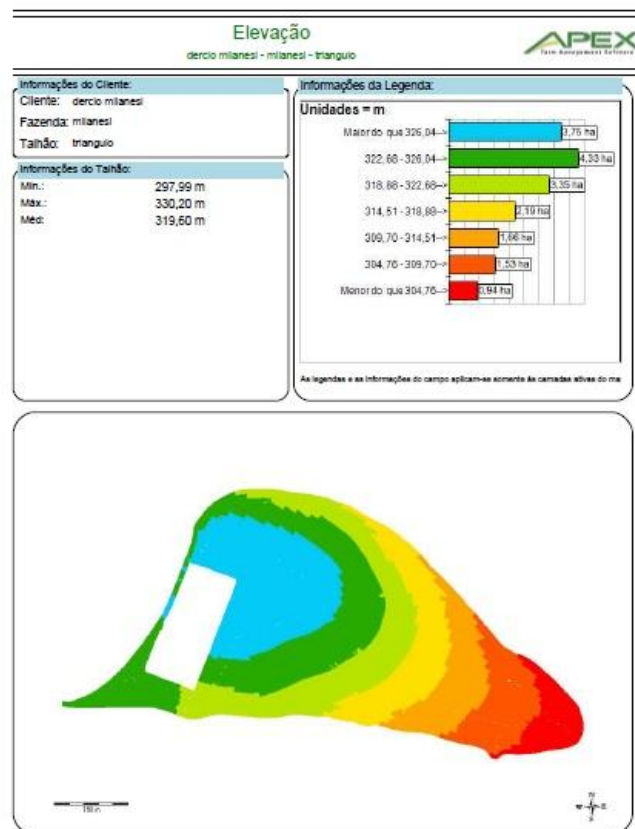 Elevação
dercio milanesi - milanesi - triangulo
APEX
Farm Management Software
Informações do Cliente:
Cliente: dercio milanesi
Fazenda: milanesi
Talhão: triangulo
Informações do Talhão:
Mín.: 297,99 m
Máx.: 330,20 m
Méd: 319,60 m
Informações da Legenda:
Unidades = m
Maior do que 326,04--> 3,75 ha
322,68 - 326,04--> 4,33 ha
318,88 - 322,68--> 3,35 ha
314,51 - 318,88--> 2,19 ha
309,70 - 314,51--> 1,66 ha
304,76 - 309,70--> 1,53 ha
Menor do que 304,76--> 0,94 ha
As legendas e as informações do campo aplicam-se somente às camadas ativas do ma
N
W E
S